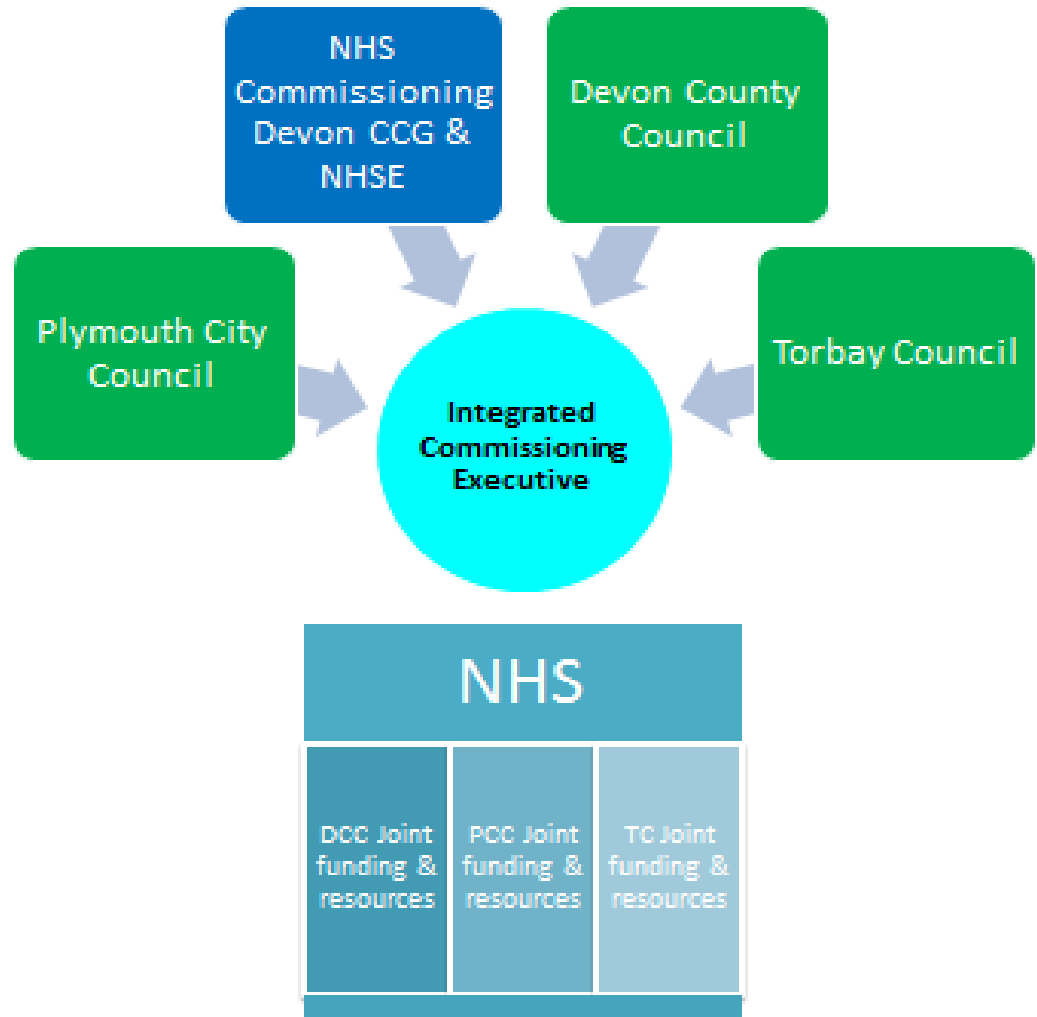 NHS
Commissioning
Devon CCG &
NHSE
Devon County
Council
Plymouth City
Council
Torbay Council
Integrated
Commissioning
Executive
NHS
DCC Joint
funding &
resources
PCC Joint
funding &
resources
TC Joint
funding &
resources